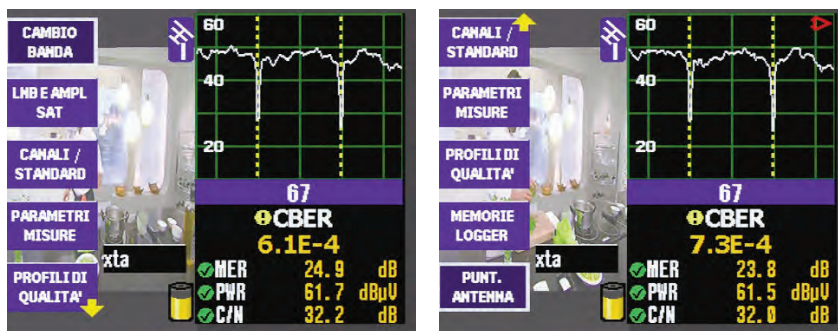 CAMBIO
BANDA
LNB E AMPL
SAT
CANALI /
STANDARD
PARAMETRI
MISURE
PROFILI DI
QUALITA'
xta
60
40
20
67
CBER
6.1E-4
MER 24.9 dB
PWR 61.7 dBµV
C/N 32.2 dB
CANALI /
STANDARD
PARAMETRI
MISURE
PROFILI DI
QUALITA'
MEMORIE
LOGGER
PUNT.
ANTENNA
xta
60
40
20
67
CBER
7.3E-4
MER 23.8 dB
PWR 61.5 dBµV
C/N 32.0 dB